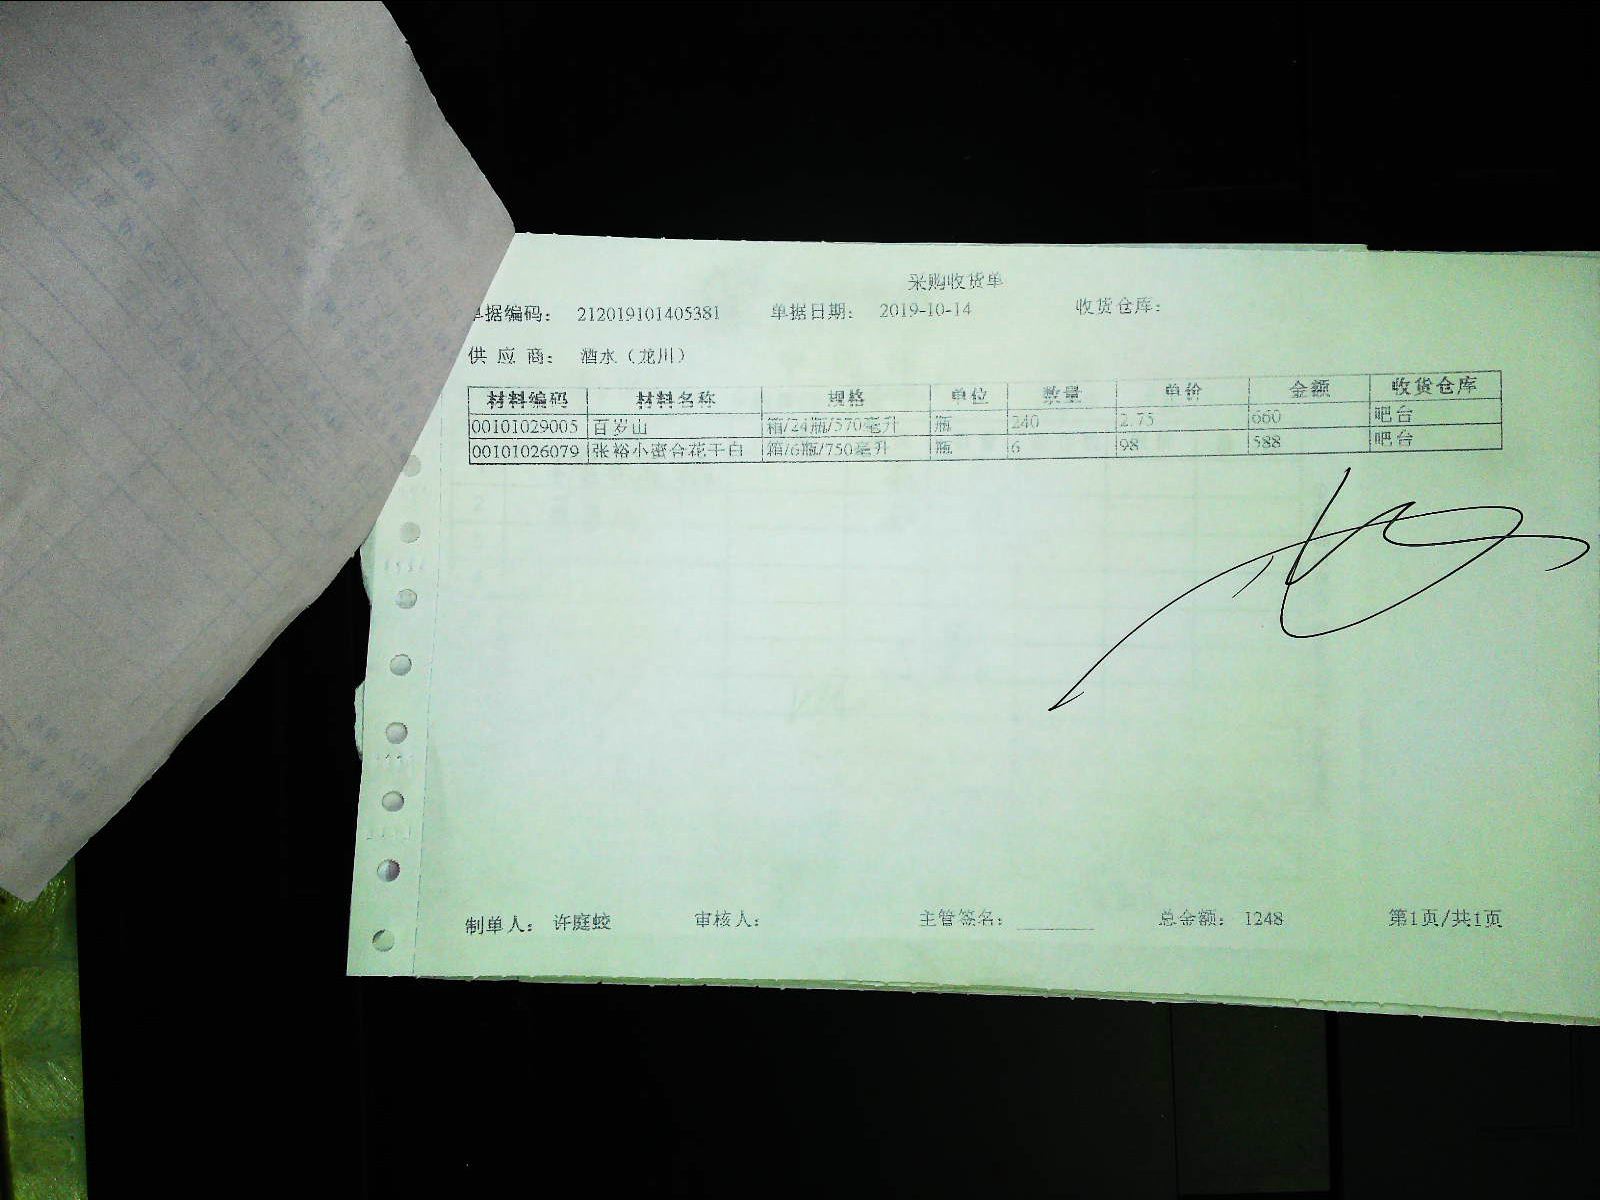 采购收货单
单据编码： 212019101405381 单据日期： 2019-10-14 收货仓库：
供 应 商： 酒水（龙川）
材料编码 材料名称 规格 单位 数量 单价 金额 收货仓库
00101029005 百岁山 箱/24瓶/570毫升 瓶 240 2.75 660 吧台
00101026079 张裕小蜜合花干白 箱/6瓶/750毫升 瓶 6 98 588 吧台
制单人： 许庭蛟 审核人： 主管签名： 总金额： 1248 第1页/共1页